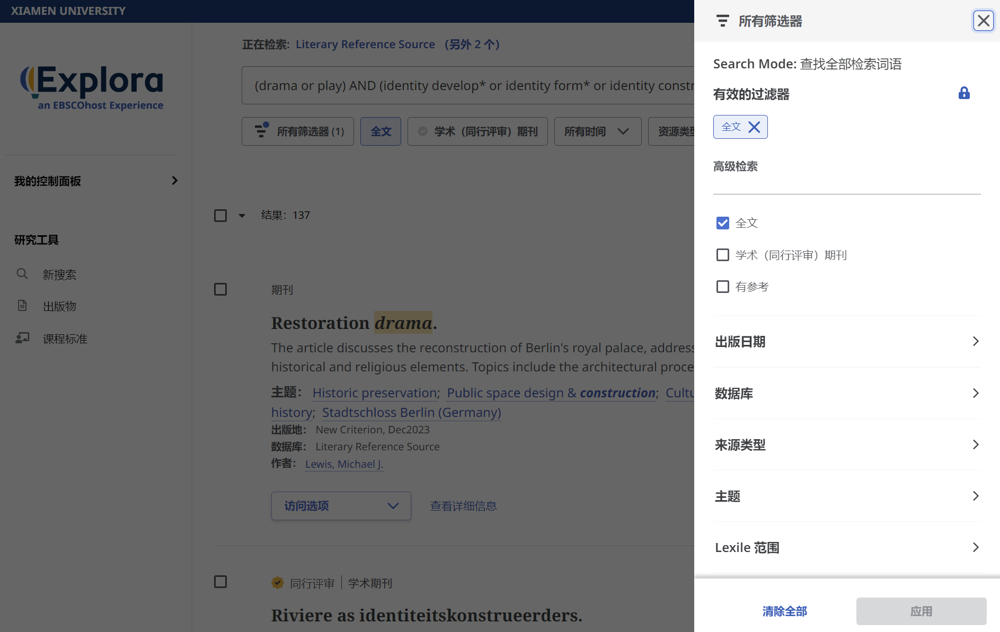 XIAMEN UNIVERSITY
Explora
an EBSCOhost Experience
我的控制面板
研究工具
新搜索
出版物
课程标准
正在检索: Literary Reference Source （另外 2 个）
(drama or play) AND (identity develop* or identity form* or identity constr
所有筛选器 (1)
全文
学术（同行评审）期刊
所有时间
资源类型
结果：137
期刊
Restoration drama.
The article discusses the reconstruction of Berlin's royal palace, address
historical and religious elements. Topics include the architectural proce
主题： Historic preservation; Public space design & construction; Cultu
history; Stadtschloss Berlin (Germany)
出版地： New Criterion, Dec2023
数据库： Literary Reference Source
作者： Lewis, Michael J.
访问选项
查看详细信息
同行评审 | 学术期刊
Riviere as identiteitskonstrueerders.
所有筛选器
Search Mode: 查找全部检索词语
有效的过滤器
全文
高级检索
全文
学术（同行评审）期刊
有参考
出版日期
数据库
来源类型
主题
Lexile 范围
清除全部
应用